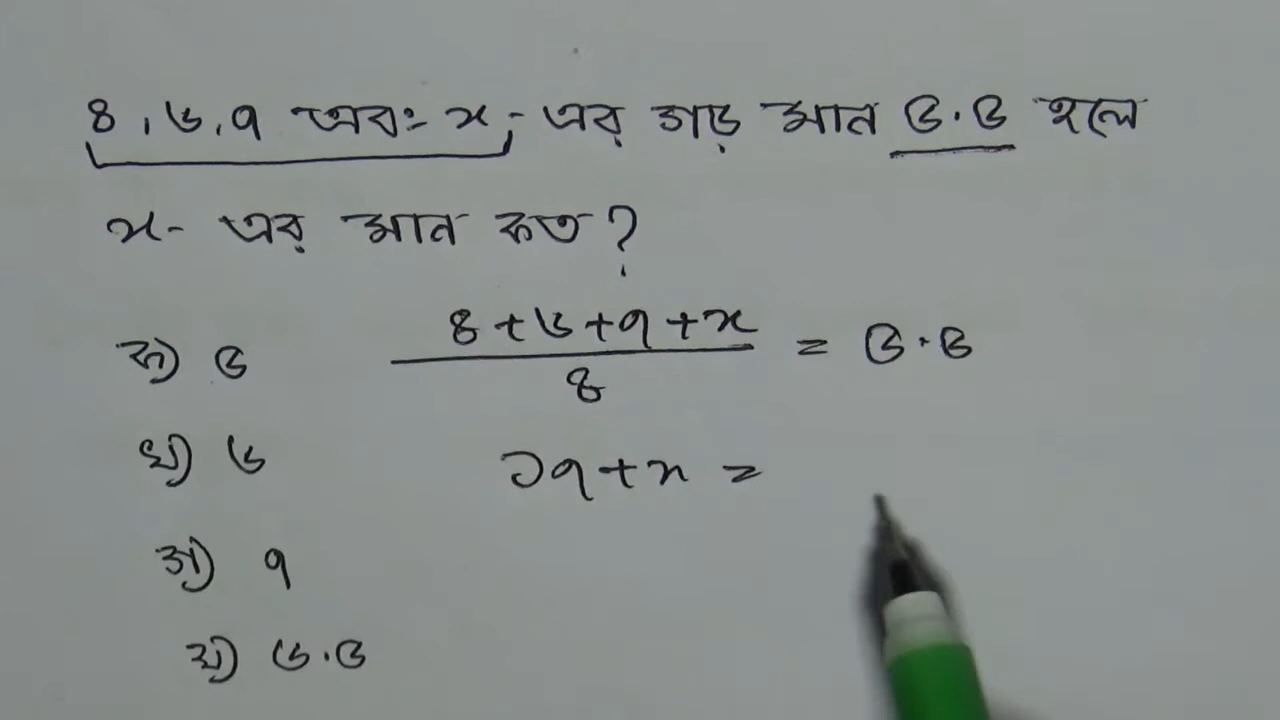 ৪, ৬, ৭ এবং x - এর গড় মান ৫.৫ হলে
x - এর মান কত?
ক) ৫
খ) ৬
গ) ৭
ঘ) ৬.৫
৪+৬+৭+x
৪
= ৫.৫
১৭+x =